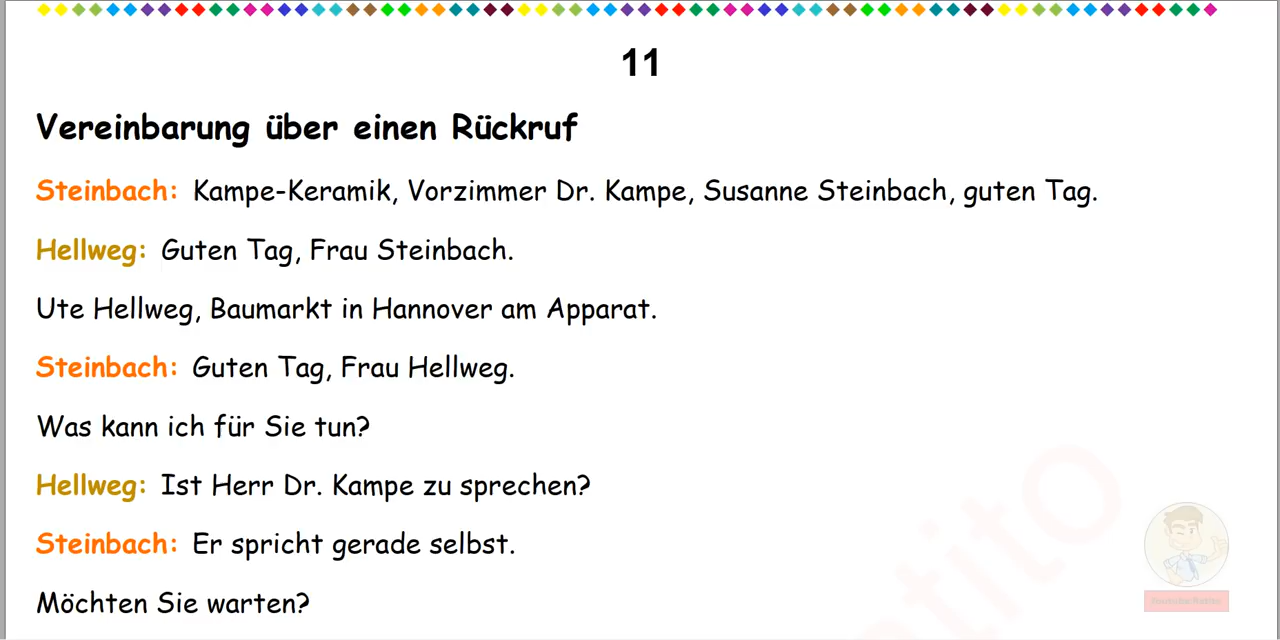 11
Vereinbarung über einen Rückruf
Steinbach: Kampe-Keramik, Vorzimmer Dr. Kampe, Susanne Steinbach, guten Tag.
Hellweg: Guten Tag, Frau Steinbach.
Ute Hellweg, Baumarkt in Hannover am Apparat.
Steinbach: Guten Tag, Frau Hellweg.
Was kann ich für Sie tun?
Hellweg: Ist Herr Dr. Kampe zu sprechen?
Steinbach: Er spricht gerade selbst.
Möchten Sie warten?